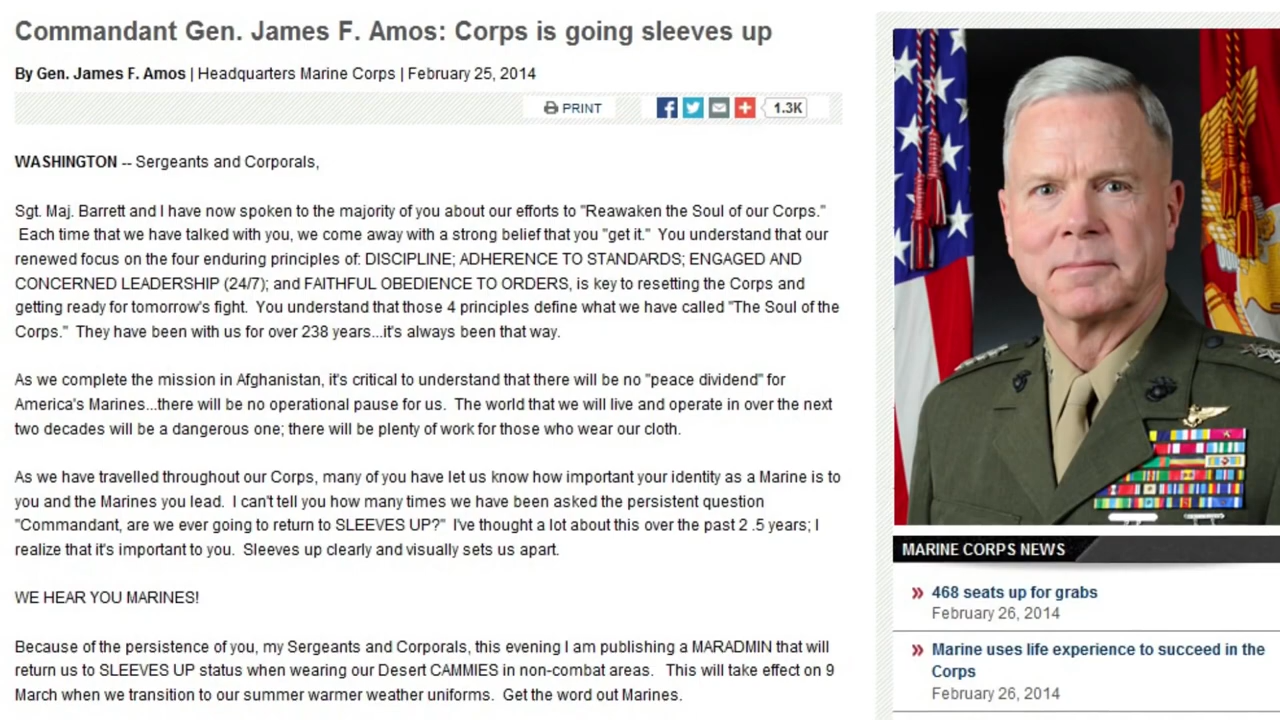 Commandant Gen. James F. Amos: Corps is going sleeves up
By Gen. James F. Amos | Headquarters Marine Corps | February 25, 2014
PRINT
1.3K
WASHINGTON -- Sergeants and Corporals,
Sgt. Maj. Barrett and I have now spoken to the majority of you about our efforts to "Reawaken the Soul of our Corps."
Each time that we have talked with you, we come away with a strong belief that you "get it." You understand that our
renewed focus on the four enduring principles of: DISCIPLINE; ADHERENCE TO STANDARDS; ENGAGED AND
CONCERNED LEADERSHIP (24/7); and FAITHFUL OBEDIENCE TO ORDERS, is key to resetting the Corps and
getting ready for tomorrow's fight. You understand that those 4 principles define what we have called "The Soul of the
Corps." They have been with us for over 238 years...it's always been that way.
As we complete the mission in Afghanistan, it's critical to understand that there will be no "peace dividend" for
America's Marines...there will be no operational pause for us. The world that we will live and operate in over the next
two decades will be a dangerous one; there will be plenty of work for those who wear our cloth.
As we have travelled throughout our Corps, many of you have let us know how important your identity as a Marine is to
you and the Marines you lead. I can't tell you how many times we have been asked the persistent question
"Commandant, are we ever going to return to SLEEVES UP?" I've thought a lot about this over the past 2 .5 years; I
realize that it's important to you. Sleeves up clearly and visually sets us apart.
WE HEAR YOU MARINES!
Because of the persistence of you, my Sergeants and Corporals, this evening I am publishing a MARADMIN that will
return us to SLEEVES UP status when wearing our Desert CAMMIES in non-combat areas. This will take effect on 9
March when we transition to our summer warmer weather uniforms. Get the word out Marines.
MARINE CORPS NEWS
468 seats up for grabs
February 26, 2014
Marine uses life experience to succeed in the
Corps
February 26, 2014